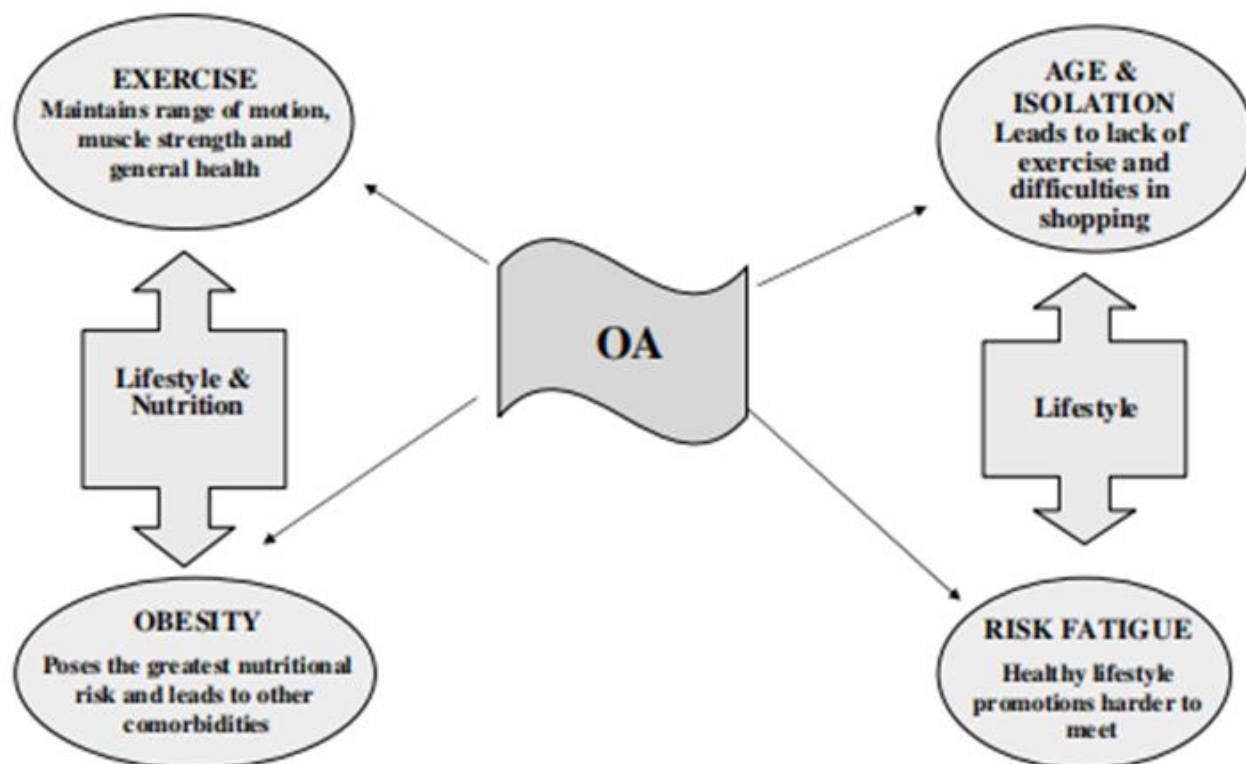 EXERCISE
Maintains range of motion,
muscle strength and
general health
AGE &
ISOLATION
Leads to lack of
exercise and
difficulties in
shopping
OA
Lifestyle &
Nutrition
Lifestyle
OBESITY
Poses the greatest nutritional
risk and leads to other
comorbidities
RISK FATIGUE
Healthy lifestyle
promotions harder to
meet